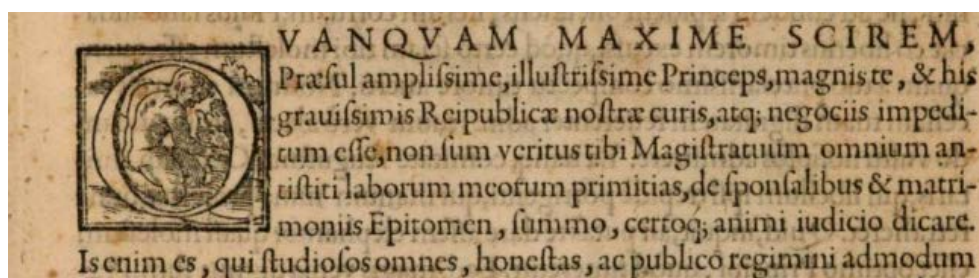 QVANQVAM MAXIME SCIREM,
Præſul ampliſsime,illuſtriſsime Princeps,magnis te, & his
grauiſsimis Reipublicæ noſtræ curis,atq; negociis impedi-
tum eſſe,non ſum veritus tibi Magiſtratuum omnium an-
tiſtiti laborum meorum primitias,de ſponſalibus & matri-
moniis Epitomen, ſummo, certoq; animi iudicio dicare.
Is enim es, qui ſtudioſos omnes, honeſtas, ac publico regimini admodum